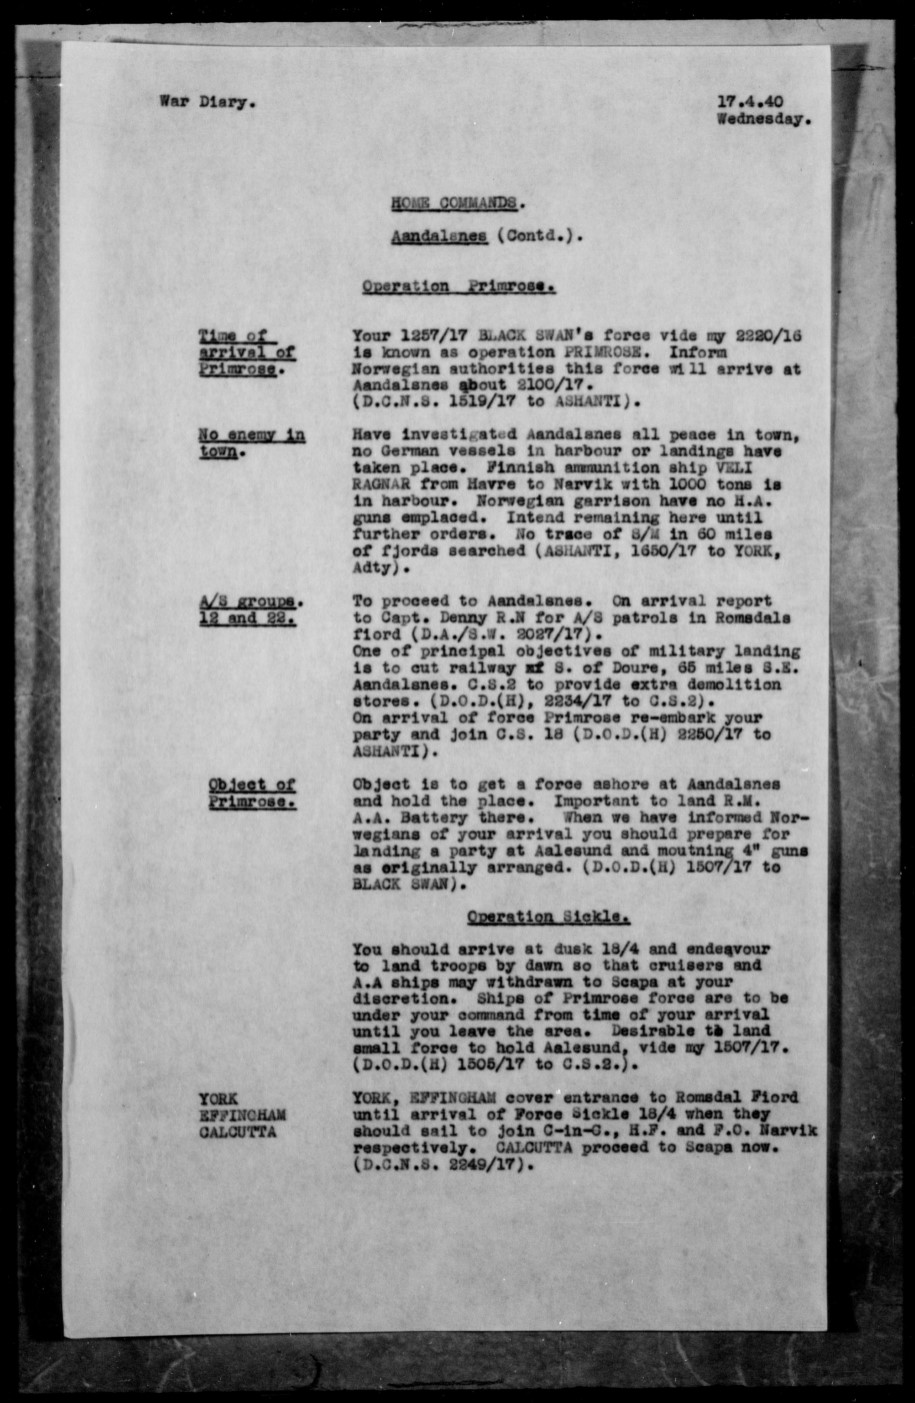 War Diary.
17.4.40
Wednesday.
HOME COMMANDS.
Aandalsnes (Contd.).
Operation Primrose.
Time of
arrival of
Primrose.
Your 1257/17 BLACK SWAN's force vide my 2220/16
is known as operation PRIMROSE. Inform
Norwegian authorities this force will arrive at
Aandalsnes about 2100/17.
(D.C.N.S. 1519/17 to ASHANTI).
No enemy in
town.
Have investigated Aandalsnes all peace in town,
no German vessels in harbour or landings have
taken place. Finnish ammunition ship VELI
RAGNAR from Havre to Narvik with 1000 tons is
in harbour. Norwegian garrison have no H.A.
guns emplaced. Intend remaining here until
further orders. No trace of S/M in 60 miles
of fjords searched (ASHANTI, 1650/17 to YORK,
Adty).
A/S groups.
12 and 22.
To proceed to Aandalsnes. On arrival report
to Capt. Denny R.N for A/S patrols in Romsdals
fiord (D.A./S.W. 2027/17).
One of principal objectives of military landing
is to cut railway at S. of Doure, 65 miles S.E.
Aandalsnes. C.S.2 to provide extra demolition
stores. (D.O.D.(H), 2234/17 to C.S.2).
On arrival of force Primrose re-embark your
party and join C.S. 18 (D.O.D.(H) 2250/17 to
ASHANTI).
Object of
Primrose.
Object is to get a force ashore at Aandalsnes
and hold the place. Important to land R.M.
A.A. Battery there. When we have informed Nor-
wegians of your arrival you should prepare for
landing a party at Aalesund and moutning 4" guns
as originally arranged. (D.O.D.(H) 1507/17 to
BLACK SWAN).
Operation Sickle.
You should arrive at dusk 18/4 and endeavour
to land troops by dawn so that cruisers and
A.A ships may withdrawn to Scapa at your
discretion. Ships of Primrose force are to be
under your command from time of your arrival
until you leave the area. Desirable to land
small force to hold Aalesund, vide my 1507/17.
(D.O.D.(H) 1505/17 to C.S.2.).
YORK
EFFINGHAM
CALCUTTA
YORK, EFFINGHAM cover entrance to Romsdal Fiord
until arrival of Force Sickle 18/4 when they
should sail to join C-in-C., H.F. and F.O. Narvik
respectively. CALCUTTA proceed to Scapa now.
(D.C.N.S. 2249/17).